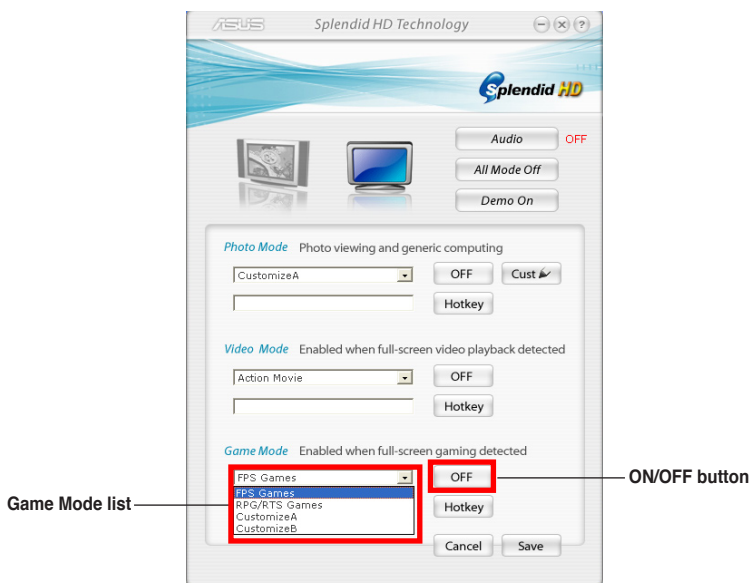 ASUS Splendid HD Technology
Splendid HD
Audio OFF
All Mode Off
Demo On
Photo Mode Photo viewing and generic computing
CustomizeA OFF Cust
Hotkey
Video Mode Enabled when full-screen video playback detected
Action Movie OFF
Hotkey
Game Mode Enabled when full-screen gaming detected
FPS Games OFF ON/OFF button
FPS Games
Game Mode list RPG/RTS Games Hotkey
CustomizeA
CustomizeB
Cancel Save